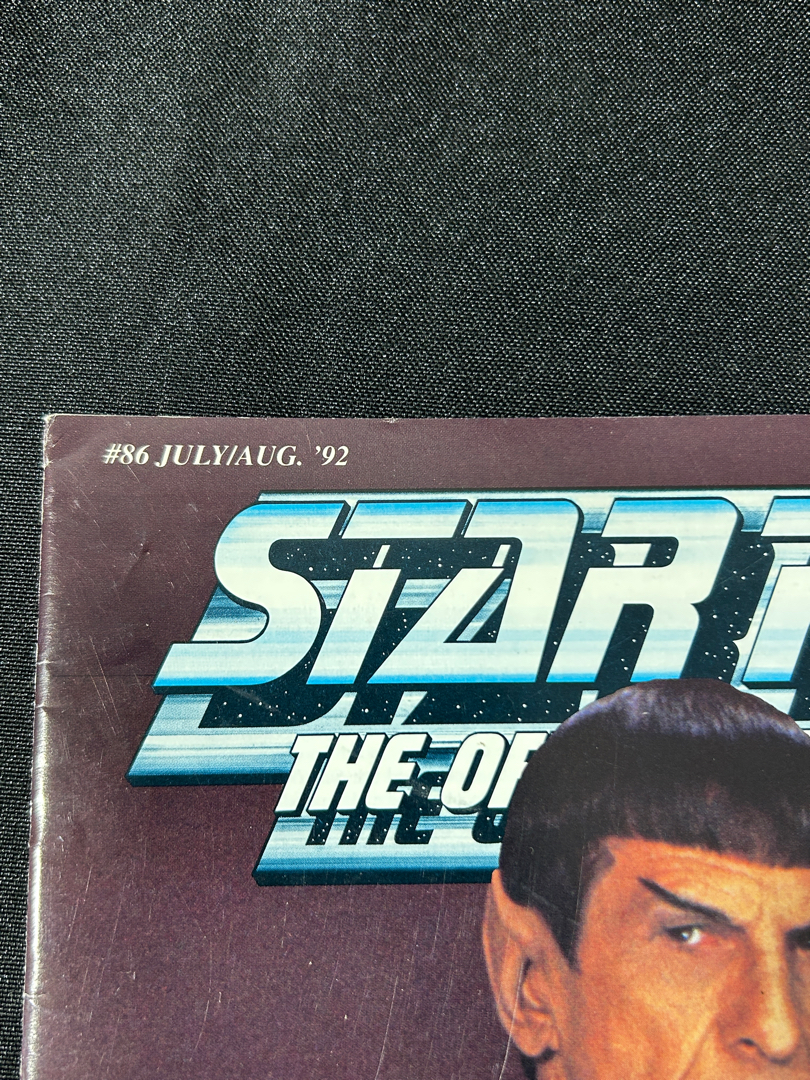 #86 JULY/AUG. '92
STAR
THE OF